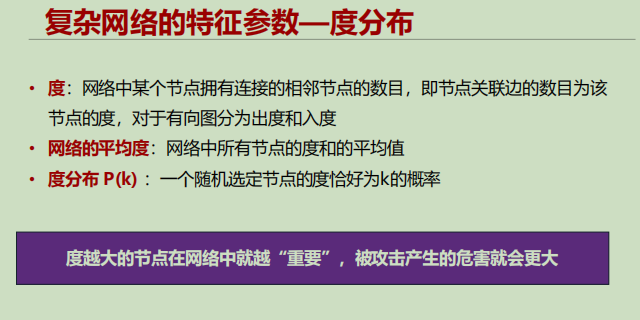 复杂网络的特征参数—度分布
• 度：网络中某个节点拥有连接的相邻节点的数目，即节点关联边的数目为该
节点的度，对于有向图分为出度和入度
• 网络的平均度：网络中所有节点的度和的平均值
• 度分布 P(k) ：一个随机选定节点的度恰好为k的概率
度越大的节点在网络中就越“重要”，被攻击产生的危害就会更大